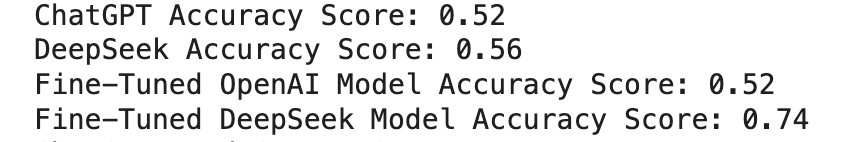 ChatGPT Accuracy Score: 0.52
DeepSeek Accuracy Score: 0.56
Fine-Tuned OpenAI Model Accuracy Score: 0.52
Fine-Tuned DeepSeek Model Accuracy Score: 0.74